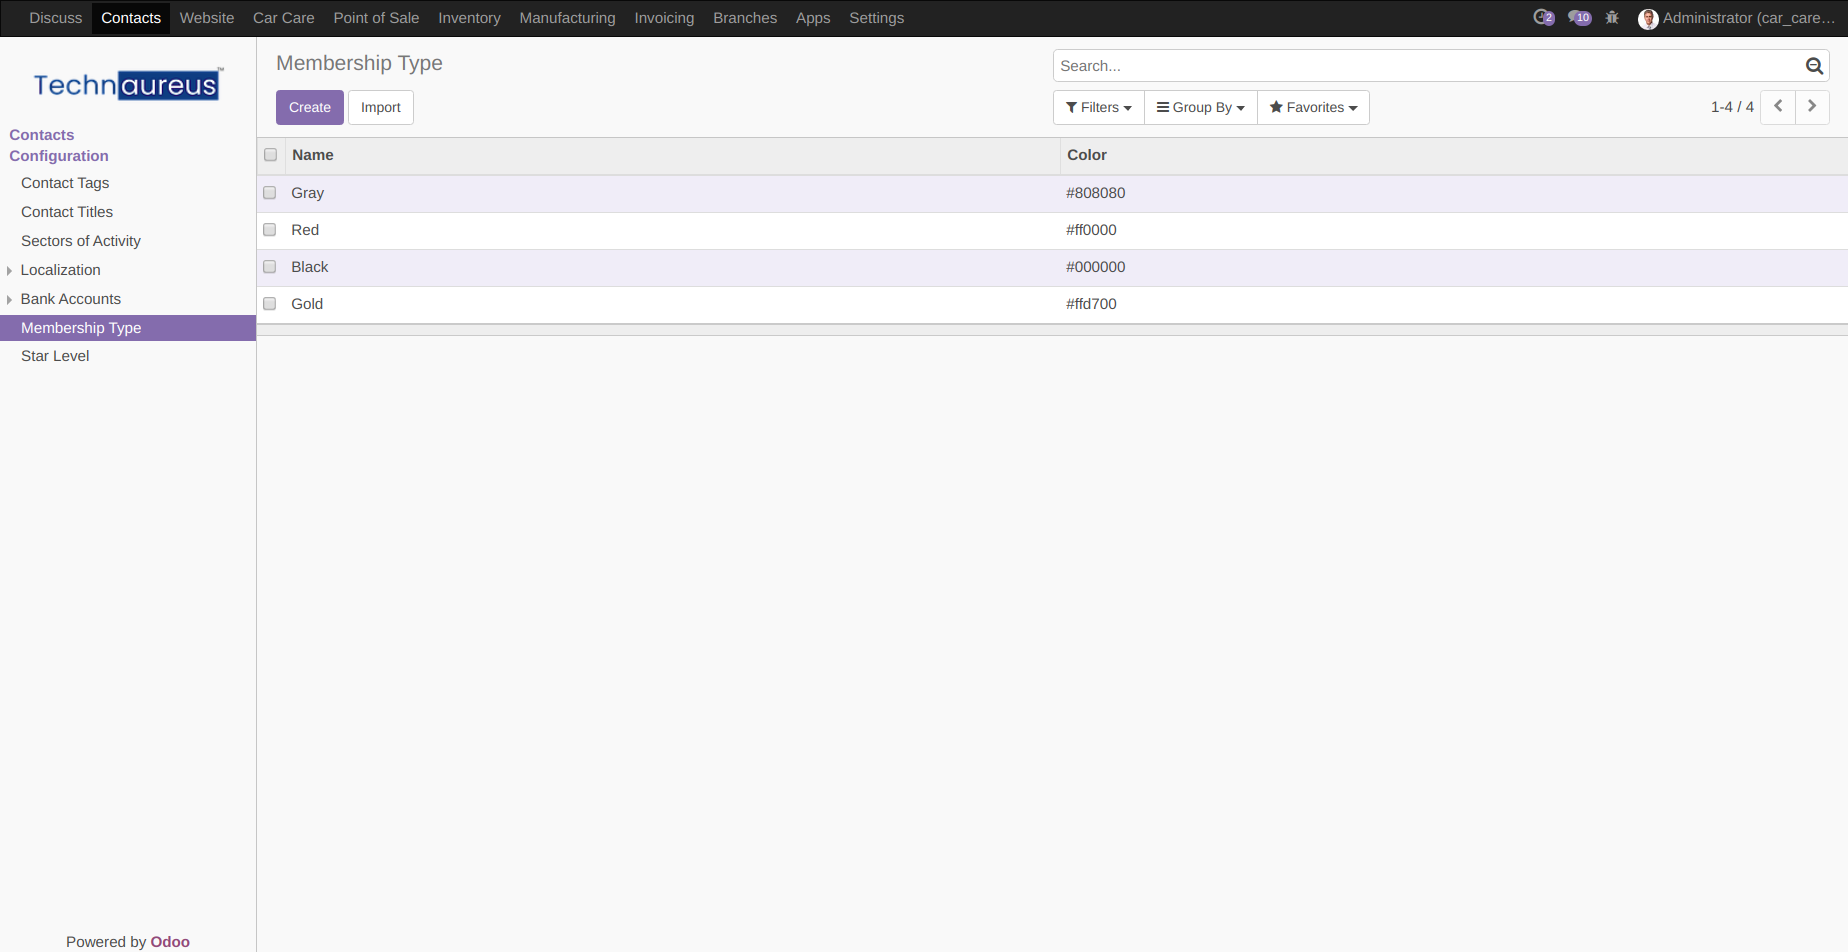 Discuss Contacts Website Car Care Point of Sale Inventory Manufacturing Invoicing Branches Apps Settings 2 10 Administrator (car_care…
Technaureus™
Contacts
Configuration
Contact Tags
Contact Titles
Sectors of Activity
Localization
Bank Accounts
Membership Type
Star Level
Powered by Odoo
Membership Type
Search...
Create Import
Filters Group By Favorites 1-4 / 4
Name Color
Gray #808080
Red #ff0000
Black #000000
Gold #ffd700